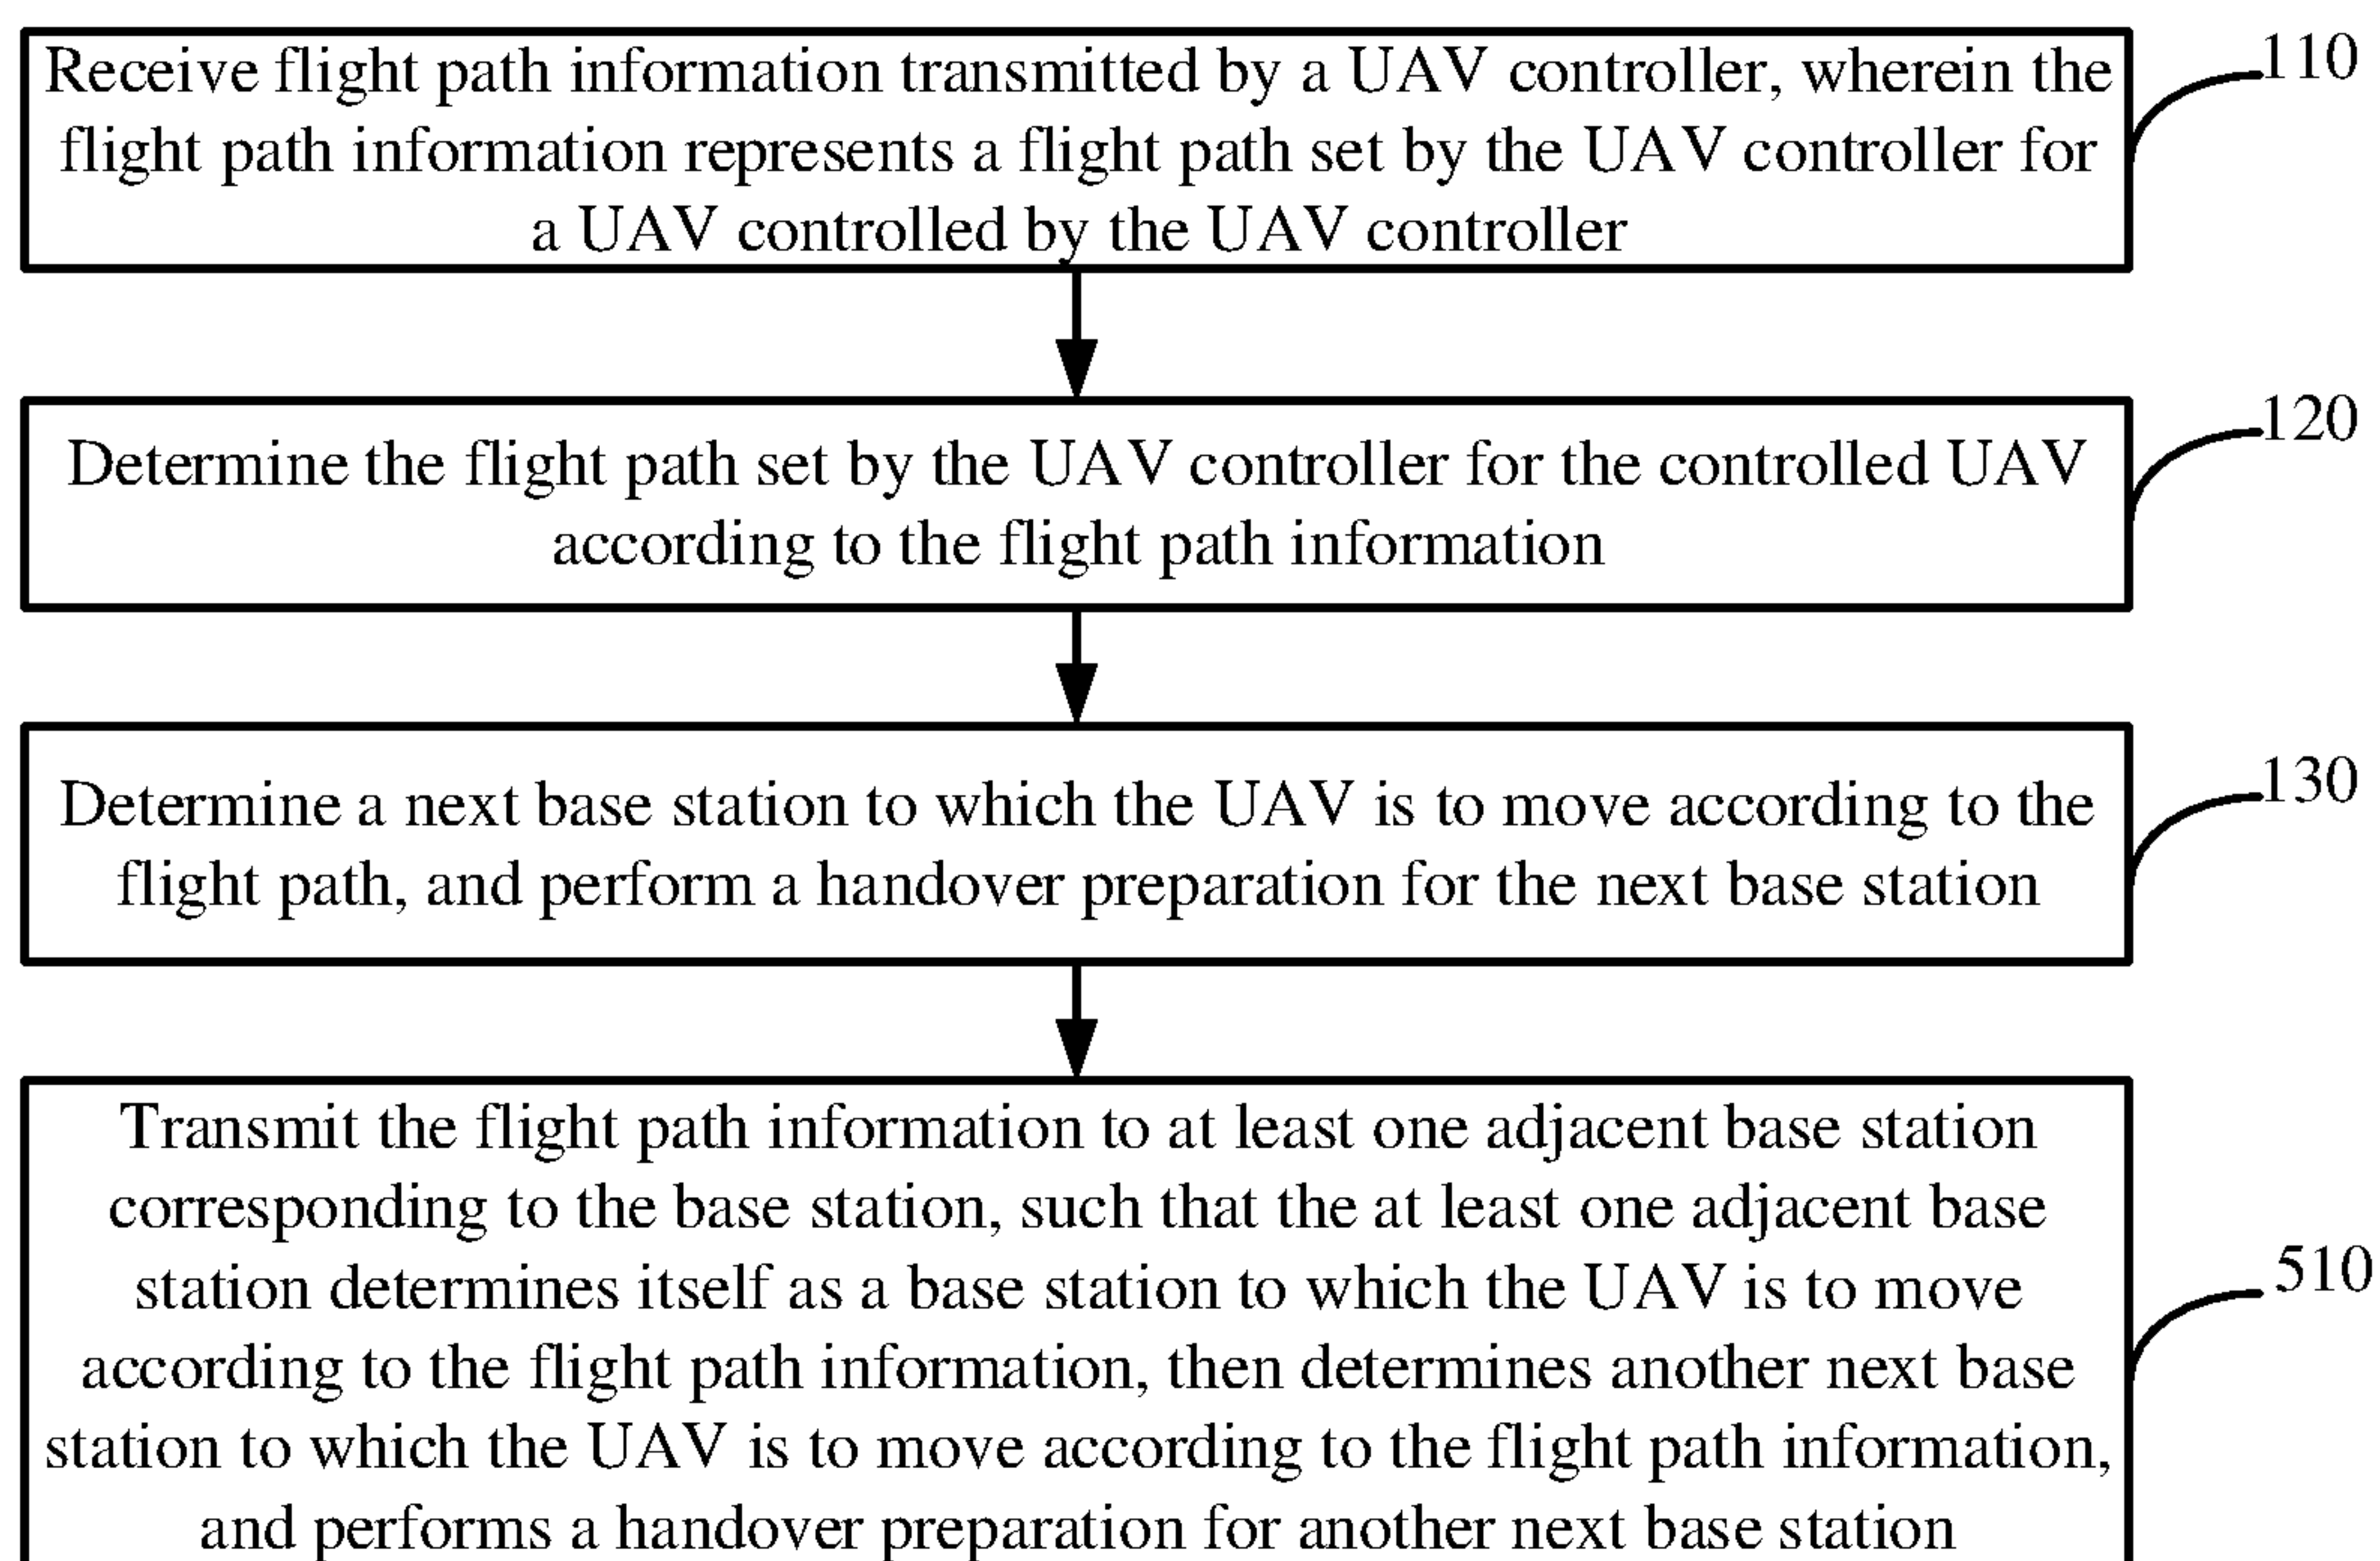 Receive flight path information transmitted by a UAV controller, wherein the
flight path information represents a flight path set by the UAV controller for
a UAV controlled by the UAV controller
110
Determine the flight path set by the UAV controller for the controlled UAV
according to the flight path information
120
Determine a next base station to which the UAV is to move according to the
flight path, and perform a handover preparation for the next base station
130
Transmit the flight path information to at least one adjacent base station
corresponding to the base station, such that the at least one adjacent base
station determines itself as a base station to which the UAV is to move
according to the flight path information, then determines another next base
station to which the UAV is to move according to the flight path information,
and performs a handover preparation for another next base station
510